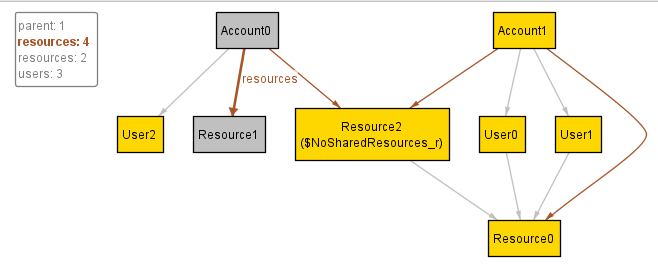 parent: 1
resources: 4
resources: 2
users: 3
Account0
Account1
resources
User2
Resource1
Resource2
($NoSharedResources_r)
User0
User1
Resource0